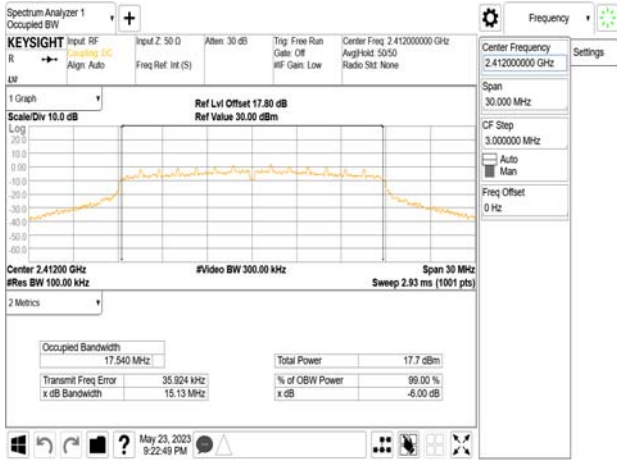 Spectrum Analyzer 1
Occupied BW
+
Frequency
KEYSIGHT
R
LXI
Input: RF
Coupling: DC
Align: Auto
Input Z: 50 Ω
Freq Ref: Int (S)
Atten: 30 dB
Trig: Free Run
Gate: Off
#IF Gain: Low
Center Freq: 2.412000000 GHz
Avg|Hold: 50/50
Radio Std: None
Center Frequency
2.412000000 GHz
Settings
Span
30.000 MHz
CF Step
3.000000 MHz
Auto
Man
Freq Offset
0 Hz
1 Graph
Scale/Div 10.0 dB
Ref Lvl Offset 17.80 dB
Ref Value 30.00 dBm
Log
20.0
10.0
0.00
-10.0
-20.0
-30.0
-40.0
-50.0
-60.0
Center 2.41200 GHz
#Video BW 300.00 kHz
Span 30 MHz
#Res BW 100.00 kHz
Sweep 2.93 ms (1001 pts)
2 Metrics
Occupied Bandwidth
17.540 MHz
Total Power 17.7 dBm
Transmit Freq Error 35.924 kHz
% of OBW Power 99.00 %
x dB Bandwidth 15.13 MHz
x dB -6.00 dB
?
May 23, 2023
9:22:49 PM